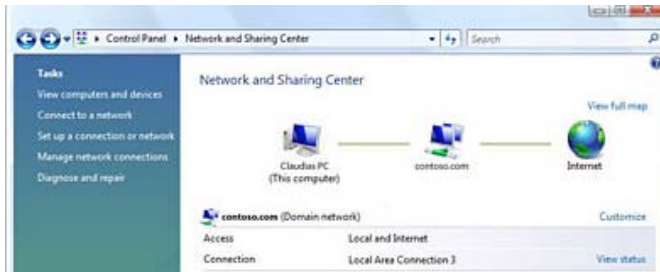 Control Panel ▸ Network and Sharing Center
Search
Tasks
View computers and devices
Connect to a network
Set up a connection or network
Manage network connections
Diagnose and repair
Network and Sharing Center
View full map
Claudias PC
(This computer)
contoso.com
Internet
contoso.com (Domain network)
Customize
Access Local and Internet
Connection Local Area Connection 3 View status